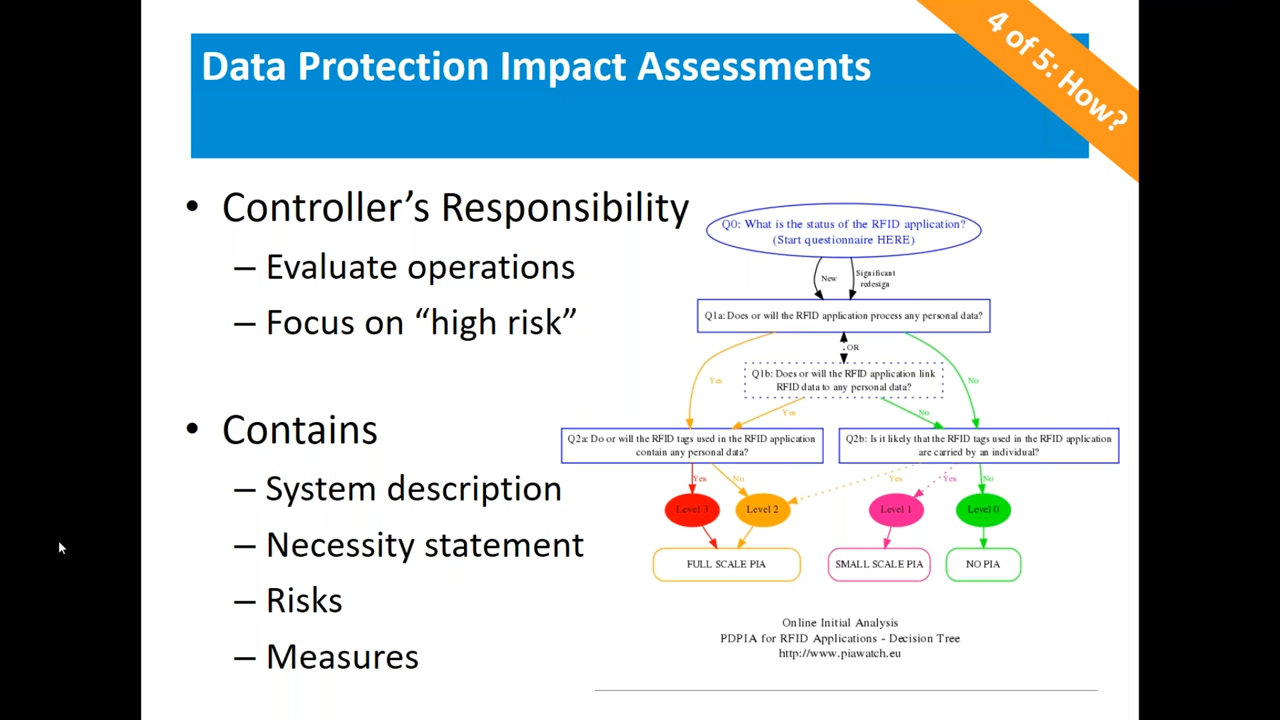 Data Protection Impact Assessments
4 of 5: How?
• Controller’s Responsibility
– Evaluate operations
– Focus on “high risk”
• Contains
– System description
– Necessity statement
– Risks
– Measures
Q0: What is the status of the RFID application?
(Start questionnaire HERE)
New
Significant
redesign
Q1a: Does or will the RFID application process any personal data?
OR
Q1b: Does or will the RFID application link
RFID data to any personal data?
Yes
No
Yes
No
Q2a: Do or will the RFID tags used in the RFID application
contain any personal data?
Q2b: Is it likely that the RFID tags used in the RFID application
are carried by an individual?
Yes
No
Yes
Yes
No
Level 3
Level 2
Level 1
Level 0
FULL SCALE PIA
SMALL SCALE PIA
NO PIA
Online Initial Analysis
PDPIA for RFID Applications - Decision Tree
http://www.piawatch.eu